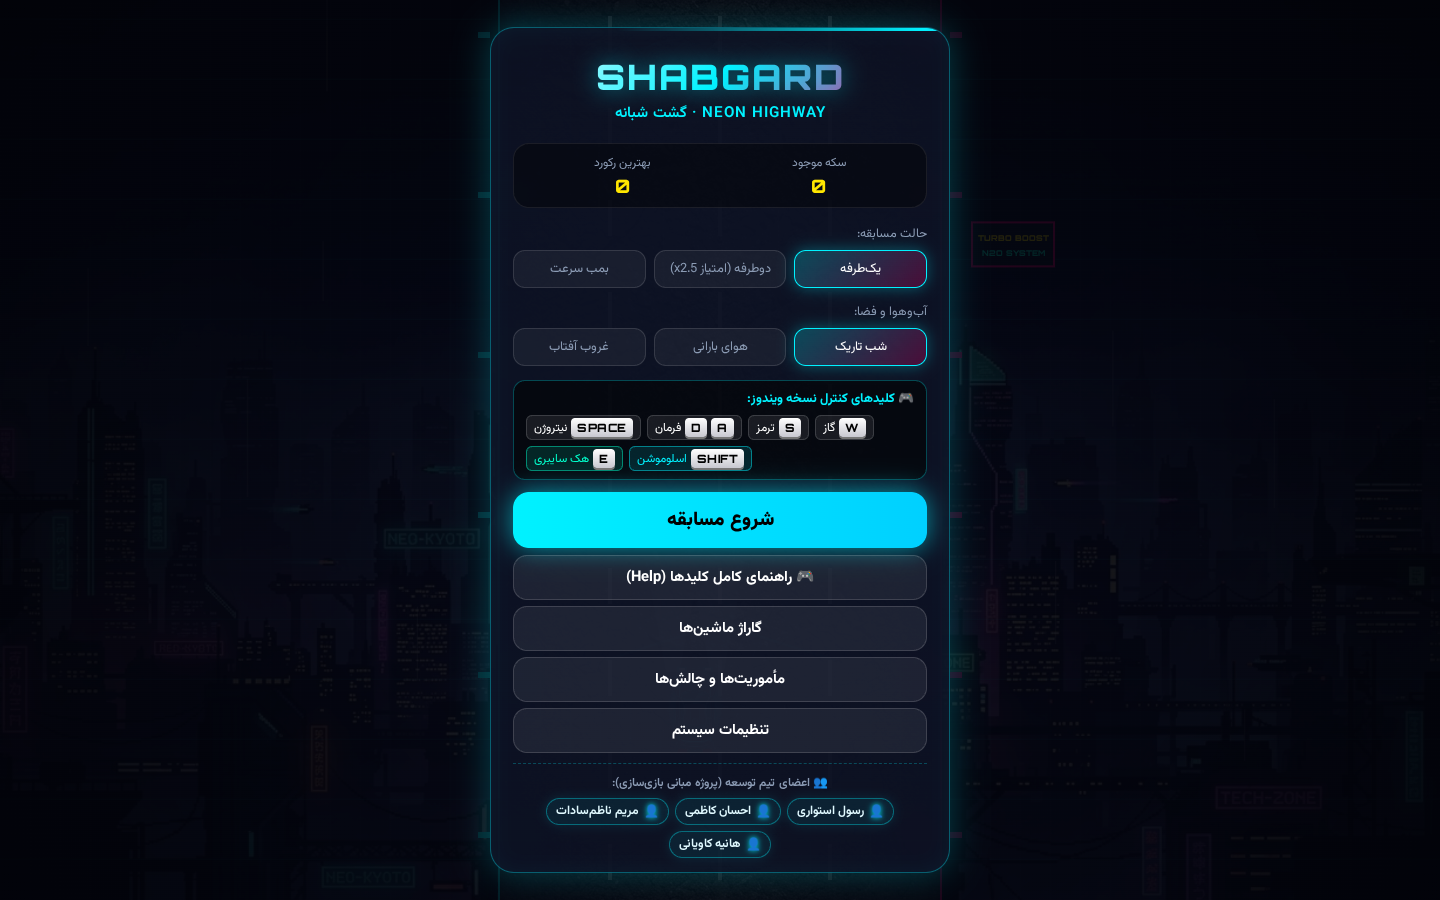 SHABGARD
NEON HIGHWAY · گشت شبانه
سکه موجود
0
بهترین رکورد
0
حالت مسابقه:
یک‌طرفه
دوطرفه (امتیاز x2.5)
بمب سرعت
آب‌وهوا و فضا:
شب تاریک
هوای بارانی
غروب آفتاب
🎮 کلیدهای کنترل نسخه ویندوز:
W گاز
S ترمز
A D فرمان
SPACE نیتروژن
SHIFT اسلوموشن
E هک سایبری
شروع مسابقه
🎮 راهنمای کامل کلیدها (Help)
گاراژ ماشین‌ها
مأموریت‌ها و چالش‌ها
تنظیمات سیستم
👥 اعضای تیم توسعه (پروژه مبانی بازی‌سازی):
👤 رسول استواری
👤 احسان کاظمی
👤 مریم ناظم‌سادات
👤 هانیه کاویانی
TURBO BOOST
NEO SYSTEM
NEO-KYOTO
TECH-ZONE
NEO-KYOTO